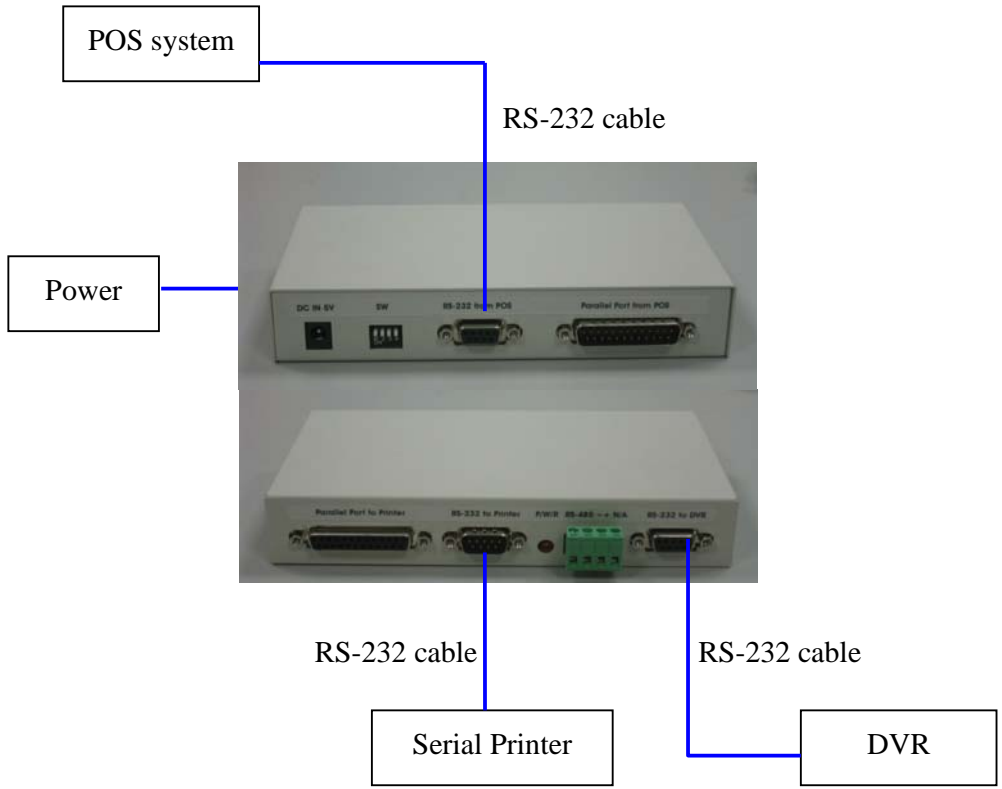 POS system
RS-232 cable
Power
DC IN 5V
SW
RS-232 from POS
Parallel Port from POS
Parallel Port to Printer
RS-232 to Printer
P/W/R
RS-485 − + N/A
RS-232 to DVR
RS-232 cable
RS-232 cable
Serial Printer
DVR